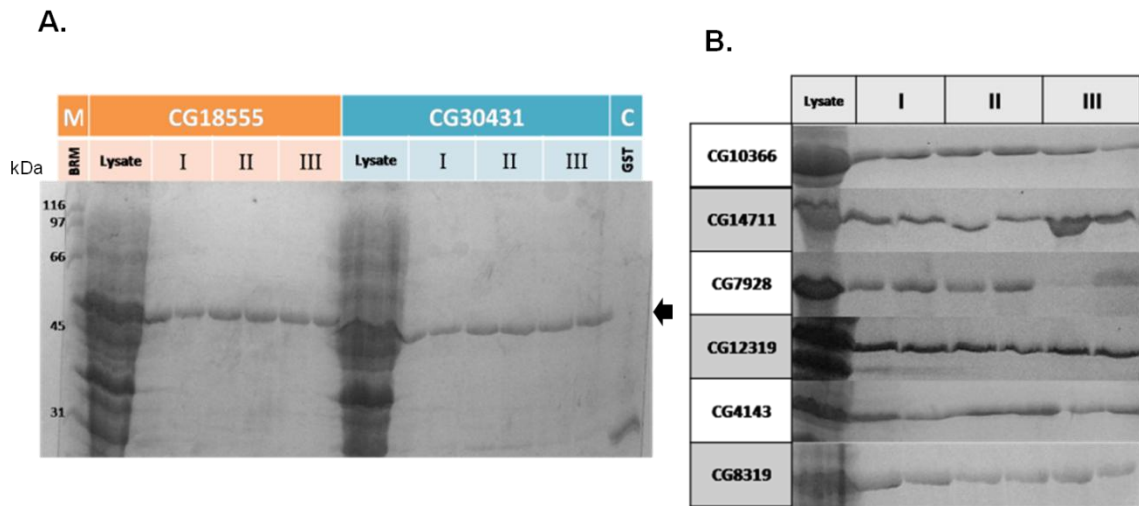 A.
M CG18555 CG30431 C
BRM Lysate I II III Lysate I II III GST
kDa
116
97
66
45
31
B.
Lysate I II III
CG10366
CG14711
CG7928
CG12319
CG4143
CG8319